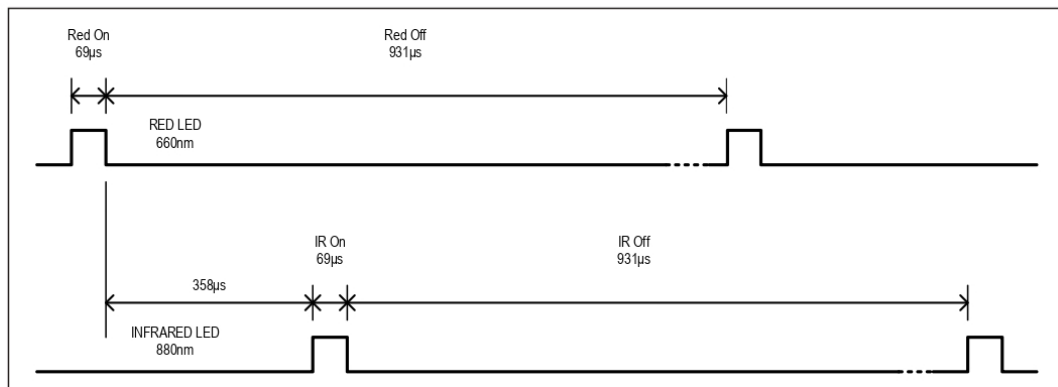 Red On
69µs
Red Off
931µs
RED LED
660nm
IR On
69µs
IR Off
931µs
358µs
INFRARED LED
880nm